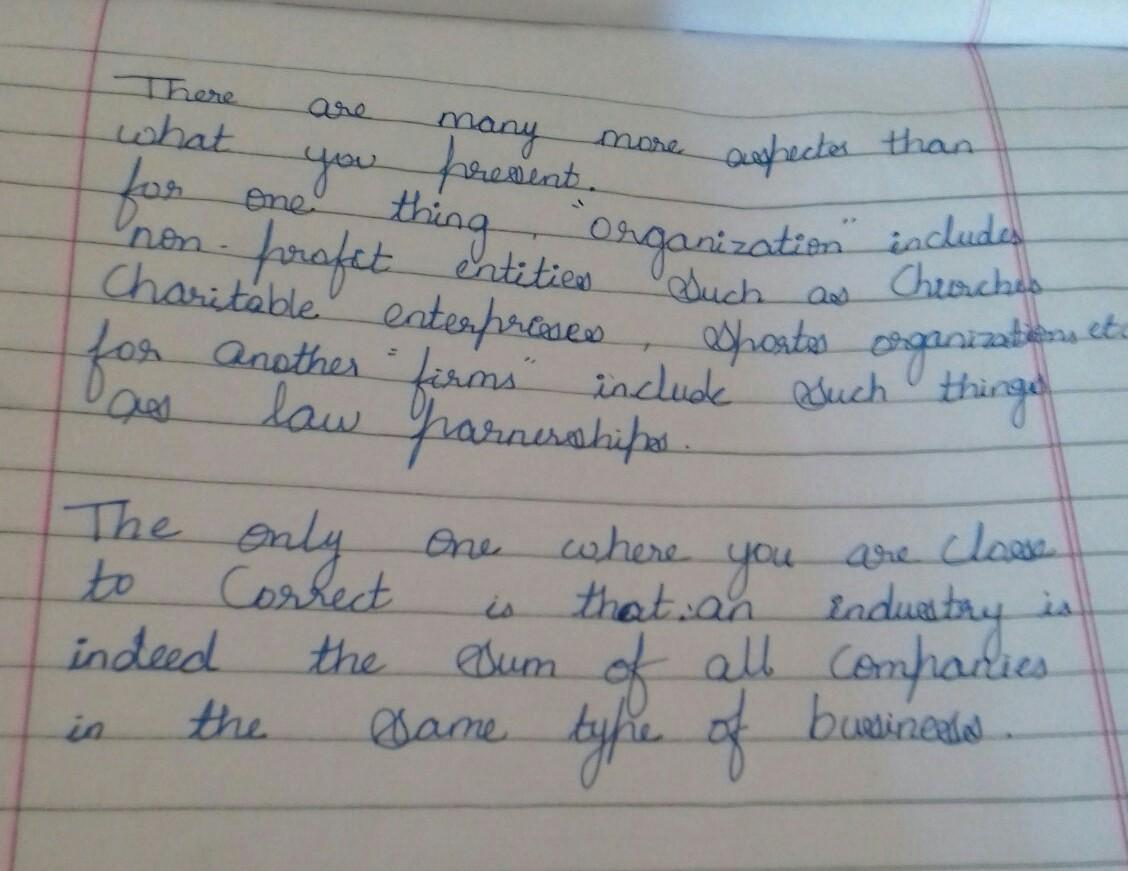 There are many more aspectes than
what you present.
for one thing, "organization" includes
non-profit entities such as Churches
Charitable enterprises, sports organizations, etc
for another "firms" include such things
as law parnerships.
The only one where you are close
to Correct is that: an industry is
indeed the sum of all Companies
in the same type of business.